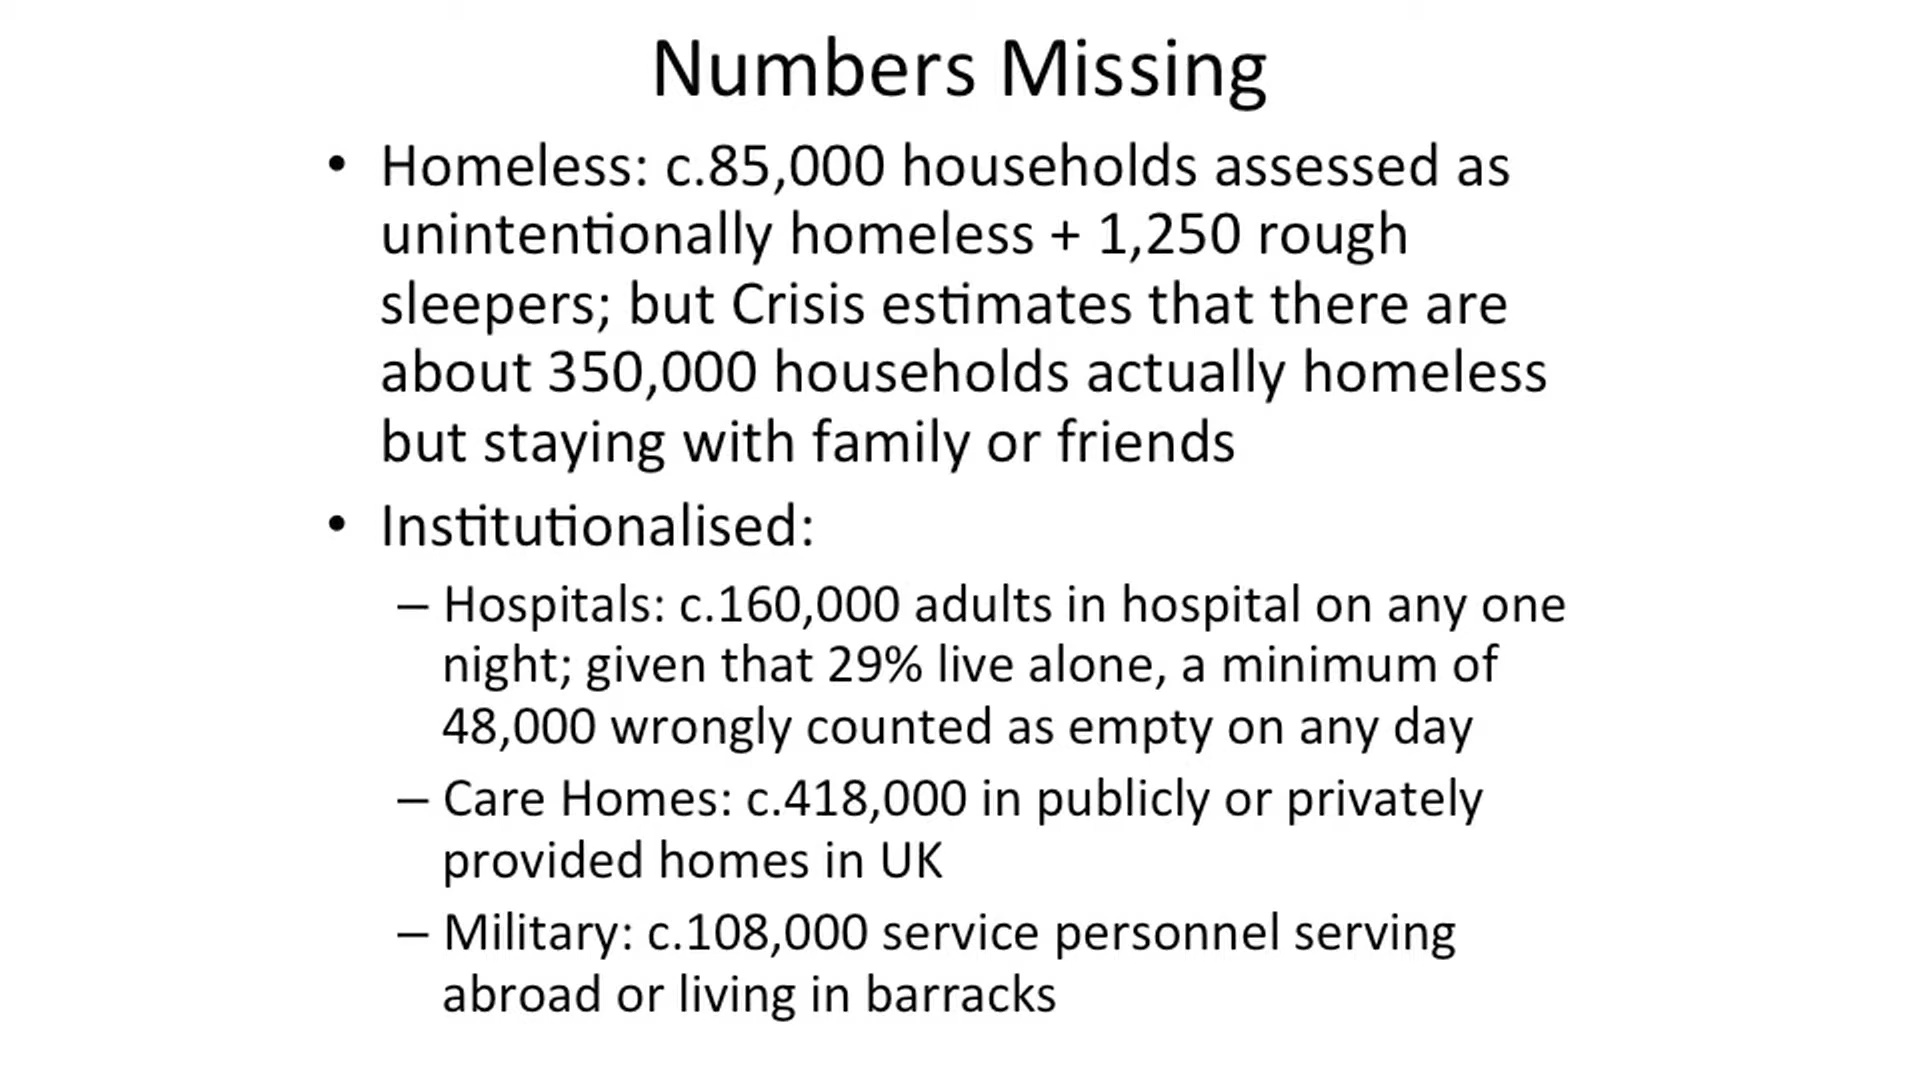 Numbers Missing
• Homeless: c.85,000 households assessed as
unintentionally homeless + 1,250 rough
sleepers; but Crisis estimates that there are
about 350,000 households actually homeless
but staying with family or friends
• Institutionalised:
– Hospitals: c.160,000 adults in hospital on any one
night; given that 29% live alone, a minimum of
48,000 wrongly counted as empty on any day
– Care Homes: c.418,000 in publicly or privately
provided homes in UK
– Military: c.108,000 service personnel serving
abroad or living in barracks